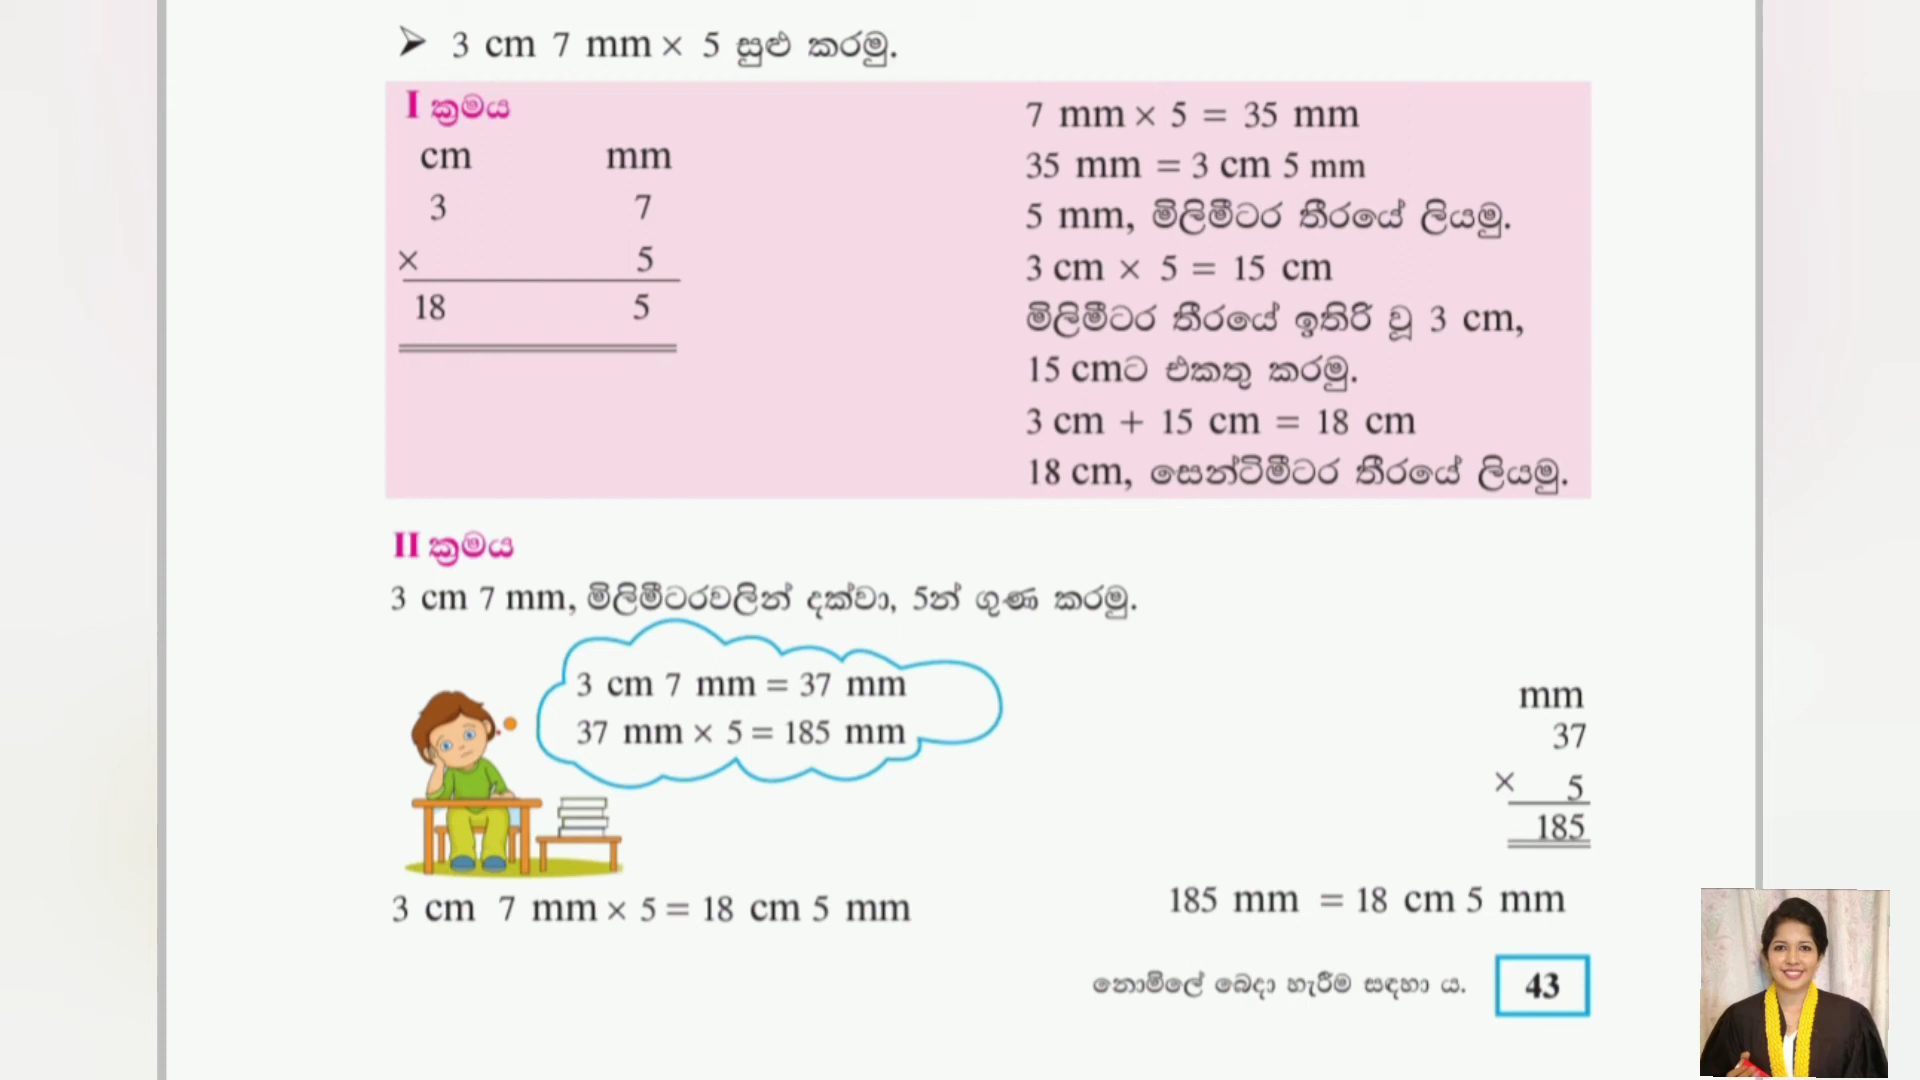 ➢ 3 cm 7 mm × 5 සුළු කරමු.
I ක්‍රමය
cm mm
3 7
× 5
18 5
7 mm × 5 = 35 mm
35 mm = 3 cm 5 mm
5 mm, මිලිමීටර තීරයේ ලියමු.
3 cm × 5 = 15 cm
මිලිමීටර තීරයේ ඉතිරි වූ 3 cm,
15 cmට එකතු කරමු.
3 cm + 15 cm = 18 cm
18 cm, සෙන්ටිමීටර තීරයේ ලියමු.
II ක්‍රමය
3 cm 7 mm, මිලිමීටරවලින් දක්වා, 5න් ගුණ කරමු.
3 cm 7 mm = 37 mm
37 mm × 5 = 185 mm
mm
37
× 5
185
3 cm 7 mm × 5 = 18 cm 5 mm
185 mm = 18 cm 5 mm
නොමිලේ බෙදා හැරීම සඳහා ය.
43